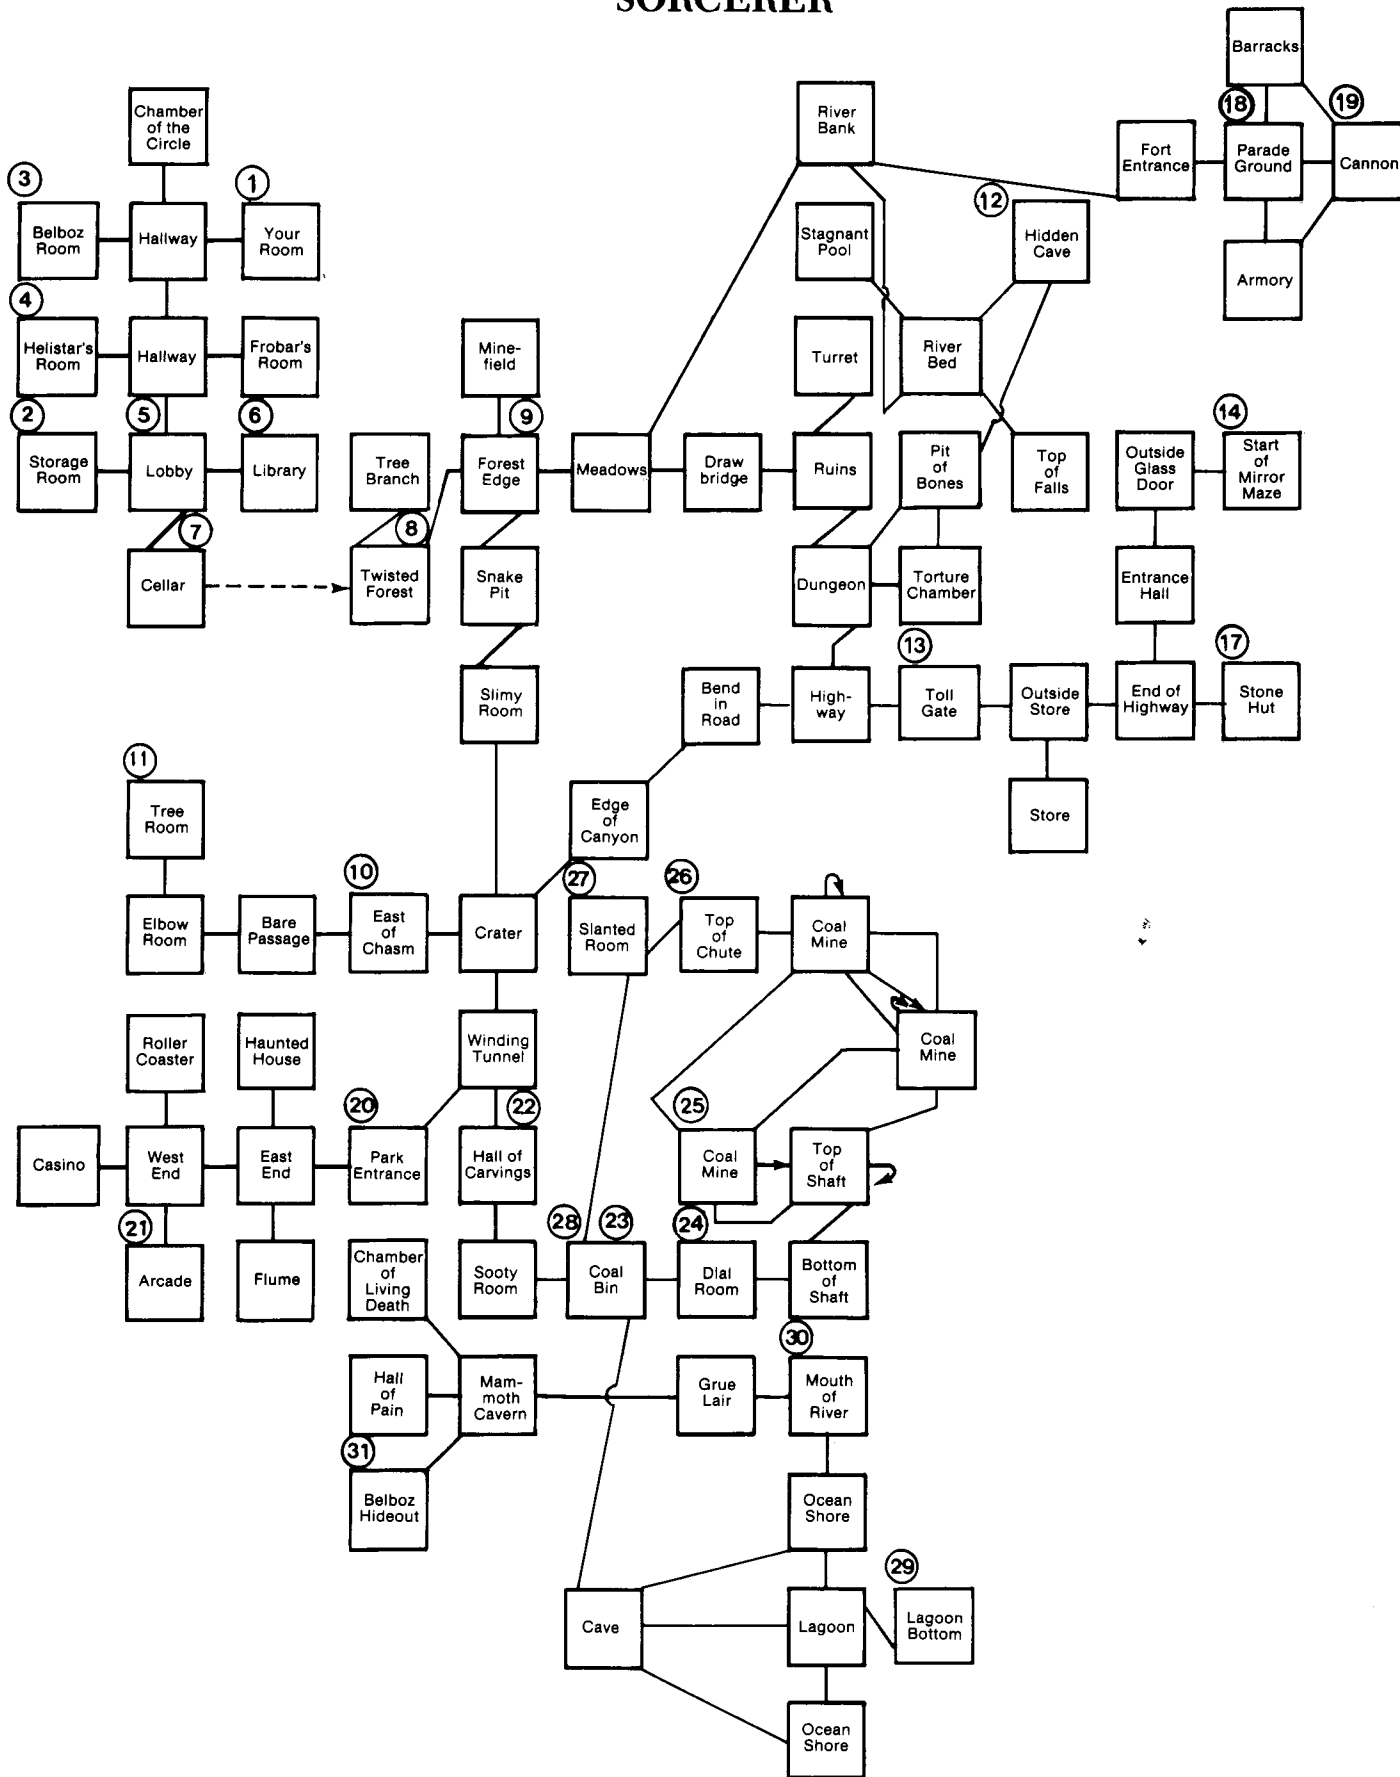 SORCERER
Barracks
Chamber
of the
Circle
River
Bank
18
19
Fort
Entrance
Parade
Ground
Cannon
3
1
12
Belboz
Room
Hallway
Your
Room
Stagnant
Pool
Hidden
Cave
Armory
4
Helistar's
Room
Hallway
Frobar's
Room
Mine-
field
Turret
River
Bed
2
5
6
9
14
Storage
Room
Lobby
Library
Tree
Branch
Forest
Edge
Meadows
Draw
bridge
Ruins
Pit
of
Bones
Top
of
Falls
Outside
Glass
Door
Start
of
Mirror
Maze
7
8
Cellar
Twisted
Forest
Snake
Pit
Dungeon
Torture
Chamber
Entrance
Hall
13
17
Slimy
Room
Bend
in
Road
High-
way
Toll
Gate
Outside
Store
End of
Highway
Stone
Hut
11
Tree
Room
Edge
of
Canyon
Store
10
27
26
Elbow
Room
Bare
Passage
East
of
Chasm
Crater
Slanted
Room
Top
of
Chute
Coal
Mine
Roller
Coaster
Haunted
House
Winding
Tunnel
Coal
Mine
20
22
25
Casino
West
End
East
End
Park
Entrance
Hall of
Carvings
Coal
Mine
Top
of
Shaft
21
28
23
24
Arcade
Flume
Chamber
of
Living
Death
Sooty
Room
Coal
Bin
Dial
Room
Bottom
of
Shaft
30
Hall
of
Pain
Mam-
moth
Cavern
Grue
Lair
Mouth
of
River
31
Belboz
Hideout
Ocean
Shore
29
Cave
Lagoon
Lagoon
Bottom
Ocean
Shore